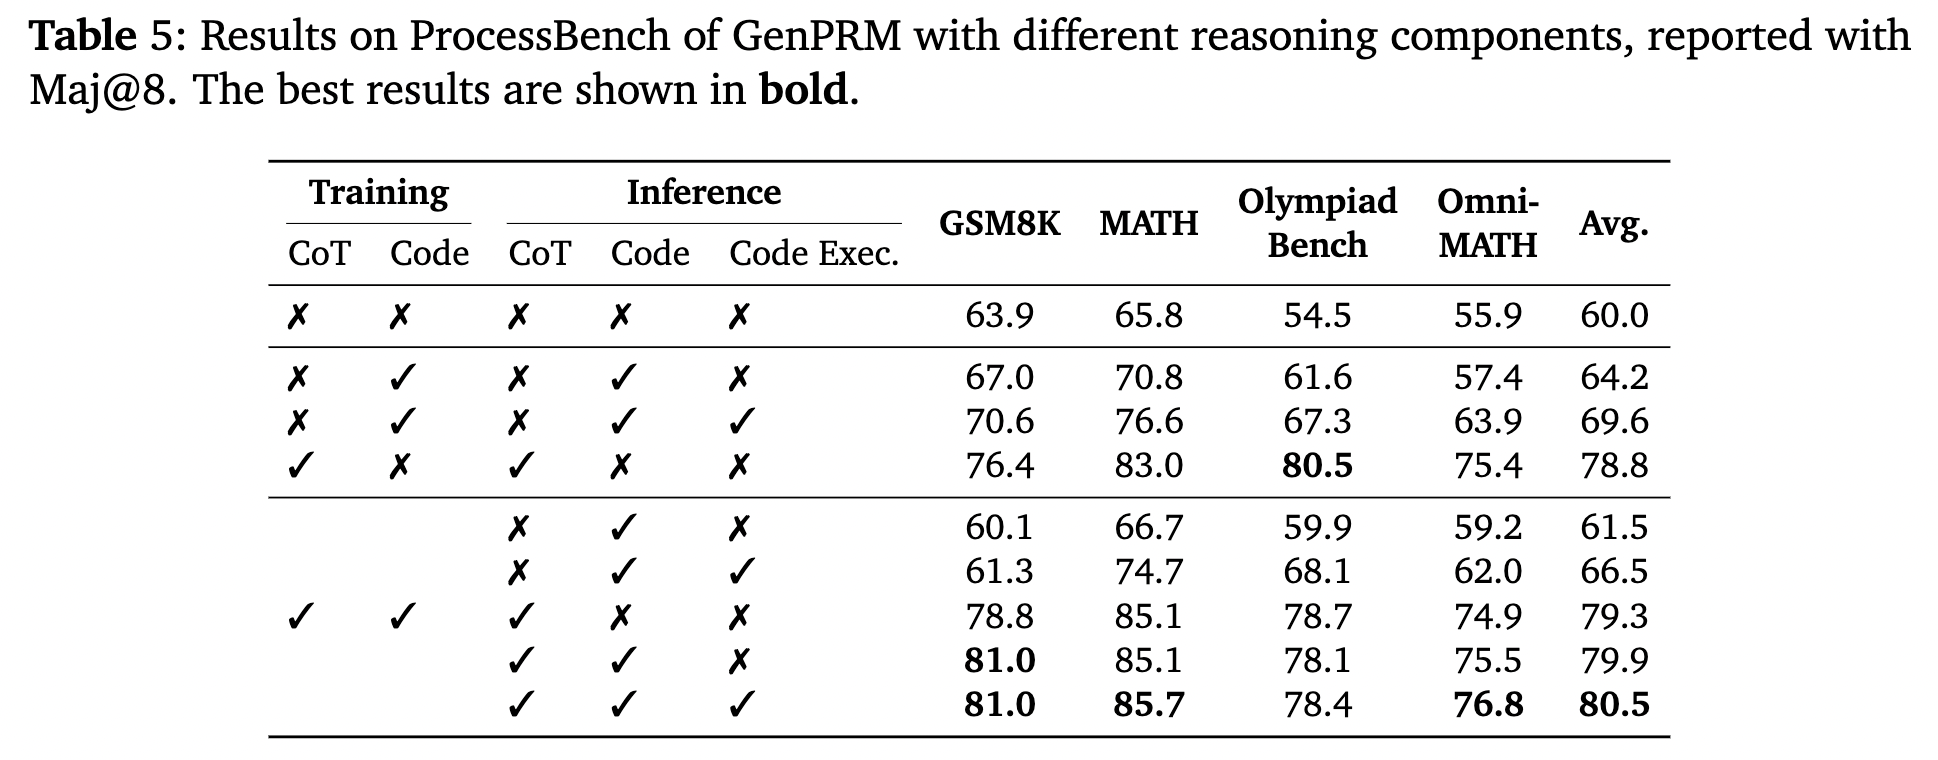 Table 5: Results on ProcessBench of GenPRM with different reasoning components, reported with
Maj@8. The best results are shown in bold.
Training Inference GSM8K MATH Olympiad Bench Omni-MATH Avg.
CoT Code CoT Code Code Exec.
✗ ✗ ✗ ✗ ✗ 63.9 65.8 54.5 55.9 60.0
✗ ✓ ✗ ✓ ✗ 67.0 70.8 61.6 57.4 64.2
✗ ✓ ✗ ✓ ✓ 70.6 76.6 67.3 63.9 69.6
✓ ✗ ✓ ✗ ✗ 76.4 83.0 80.5 75.4 78.8
✗ ✓ ✗ 60.1 66.7 59.9 59.2 61.5
✗ ✓ ✓ 61.3 74.7 68.1 62.0 66.5
✓ ✓ ✓ ✗ ✗ 78.8 85.1 78.7 74.9 79.3
✓ ✓ ✗ 81.0 85.1 78.1 75.5 79.9
✓ ✓ ✓ 81.0 85.7 78.4 76.8 80.5